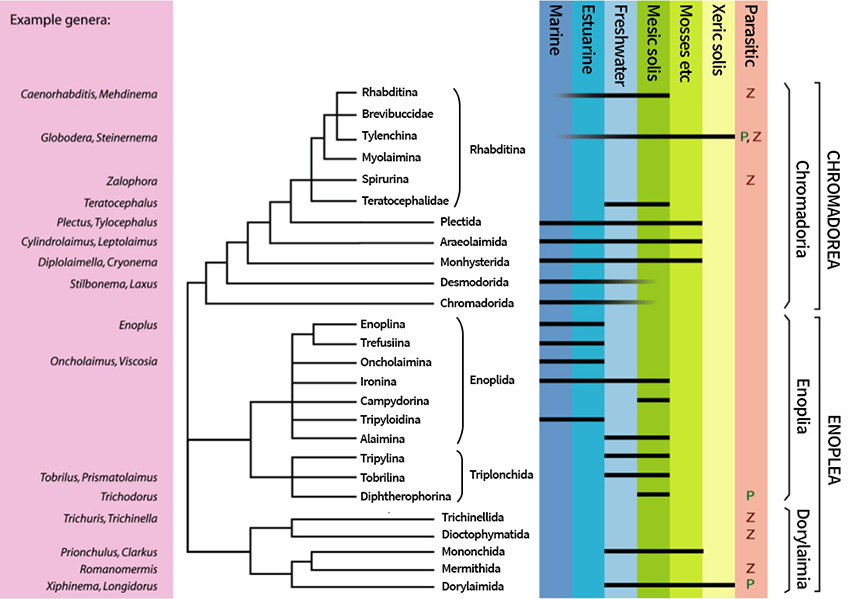 Example genera:
Marine
Estuarine
Freshwater
Mesic solis
Mosses etc
Xeric solis
Parasitic
Caenorhabditis, Mehdinema
Rhabditina
Z
Brevibuccidae
Globodera, Steinernema
Tylenchina
P, Z
Myolaimina
Rhabditina
Zalophora
Spirurina
Z
Teratocephalus
Teratocephalidae
Plectus, Tylocephalus
Plectida
Cylindrolaimus, Leptolaimus
Araeolaimida
Diplolaimella, Cryonema
Monhysterida
Stilbonema, Laxus
Desmodorida
Chromadorida
Chromadoria
CHROMADOREA
Enoplus
Enoplina
Trefusiina
Oncholaimus, Viscosia
Oncholaimina
Ironina
Enoplida
Campydorina
Tripyloidina
Alaimina
Tripylina
Tobrilus, Prismatolaimus
Tobrilina
Triplonchida
Trichodorus
Diphtherophorina
P
Enoplia
ENOPLEA
Trichuris, Trichinella
Trichinellida
Z
Dioctophymatida
Z
Prionchulus, Clarkus
Mononchida
Romanomermis
Mermithida
Z
Xiphinema, Longidorus
Dorylaimida
P
Dorylaimia